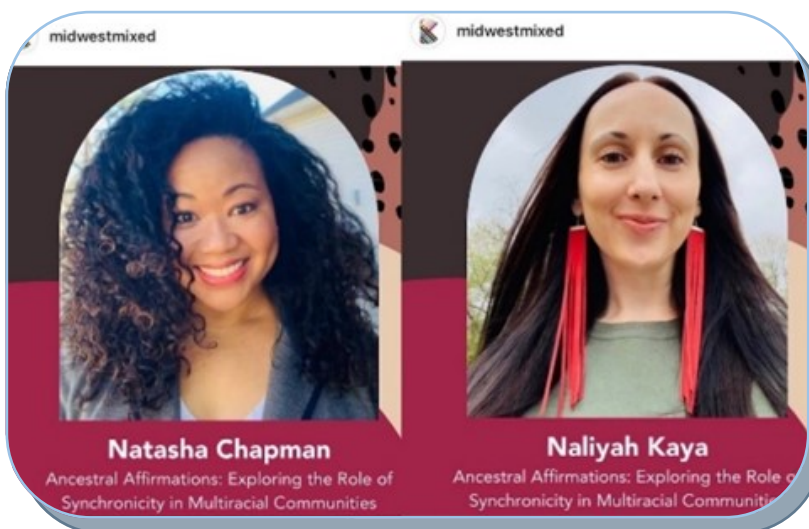 midwestmixed
Natasha Chapman
Ancestral Affirmations: Exploring the Role of
Synchronicity in Multiracial Communities
midwestmixed
Naliyah Kaya
Ancestral Affirmations: Exploring the Role
Synchronicity in Multiracial